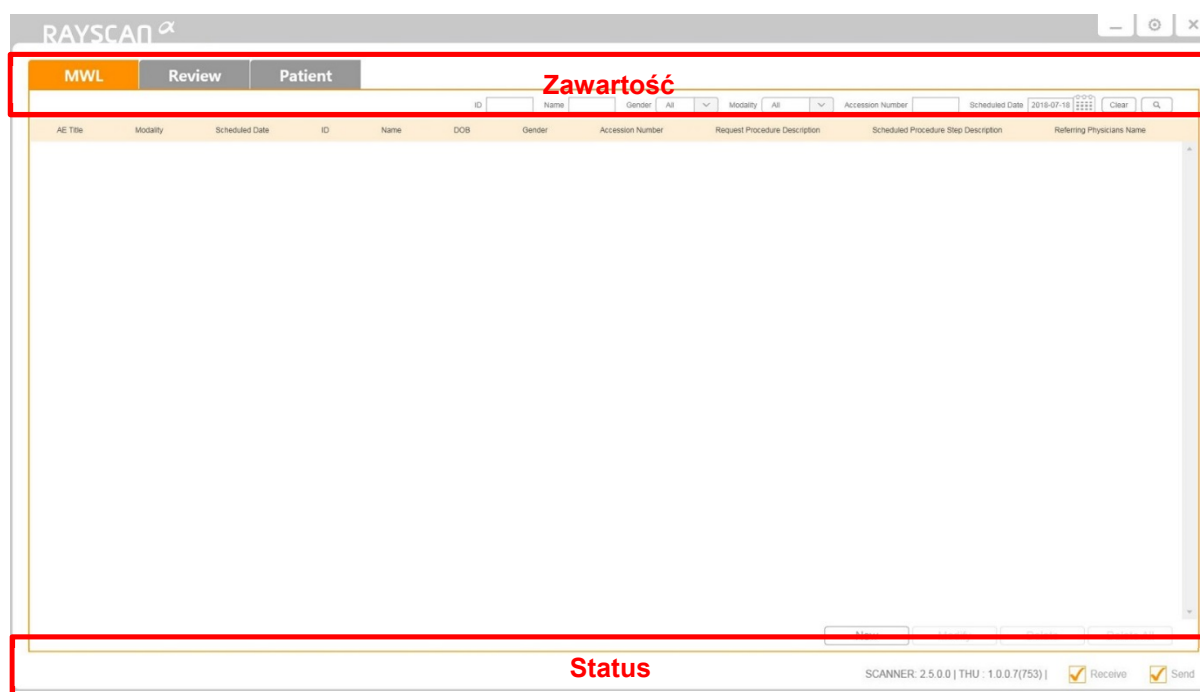 RAYSCAN α
MWL Review Patient
Zawartość
ID Name Gender All Modality All Accession Number Scheduled Date 2018-07-18 Clear
AE Title Modality Scheduled Date ID Name DOB Gender Accession Number Request Procedure Description Scheduled Procedure Step Description Referring Physicians Name
New
Status
SCANNER: 2.5.0.0 | THU : 1.0.0.7(753) | Receive Send